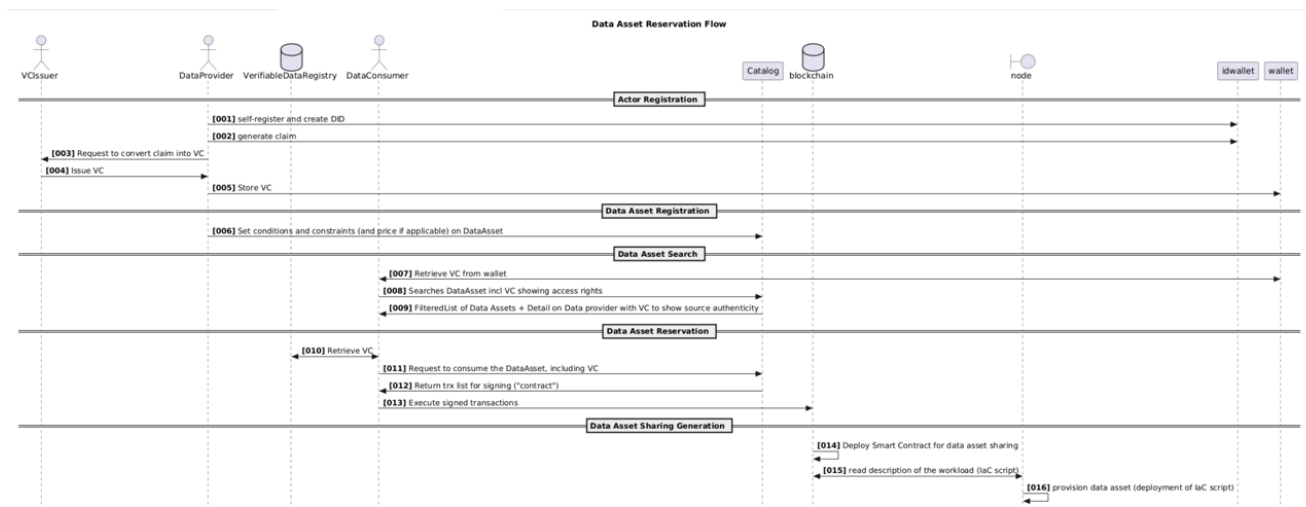 Data Asset Reservation Flow
VCIssuer
DataProvider
VerifiableDataRegistry
DataConsumer
Catalog
blockchain
node
idwallet
wallet
Actor Registration
[001] self-register and create DID
[002] generate claim
[003] Request to convert claim into VC
[004] Issue VC
[005] Store VC
Data Asset Registration
[006] Set conditions and constraints (and price if applicable) on DataAsset
Data Asset Search
[007] Retrieve VC from wallet
[008] Searches DataAsset incl VC showing access rights
[009] FilteredList of Data Assets + Detail on Data provider with VC to show source authenticity
Data Asset Reservation
[010] Retrieve VC
[011] Request to consume the DataAsset, including VC
[012] Return trx list for signing ("contract")
[013] Execute signed transactions
Data Asset Sharing Generation
[014] Deploy Smart Contract for data asset sharing
[015] read description of the workload (IaC script)
[016] provision data asset (deployment of IaC script)